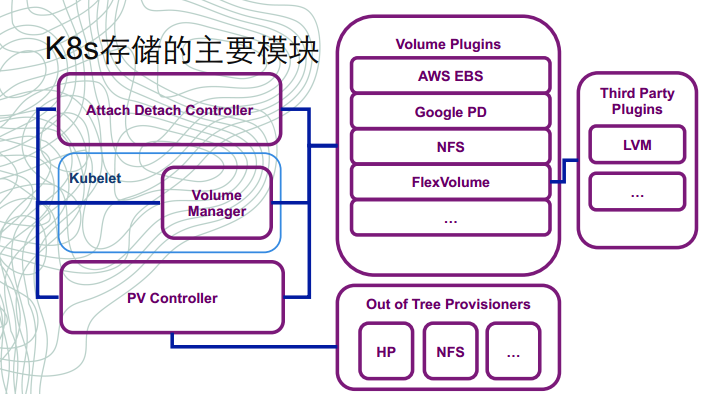 K8s存储的主要模块
Attach Detach Controller
Kubelet
Volume
Manager
PV Controller
Volume Plugins
AWS EBS
Google PD
NFS
FlexVolume
...
Third Party
Plugins
LVM
...
Out of Tree Provisioners
HP
NFS
...